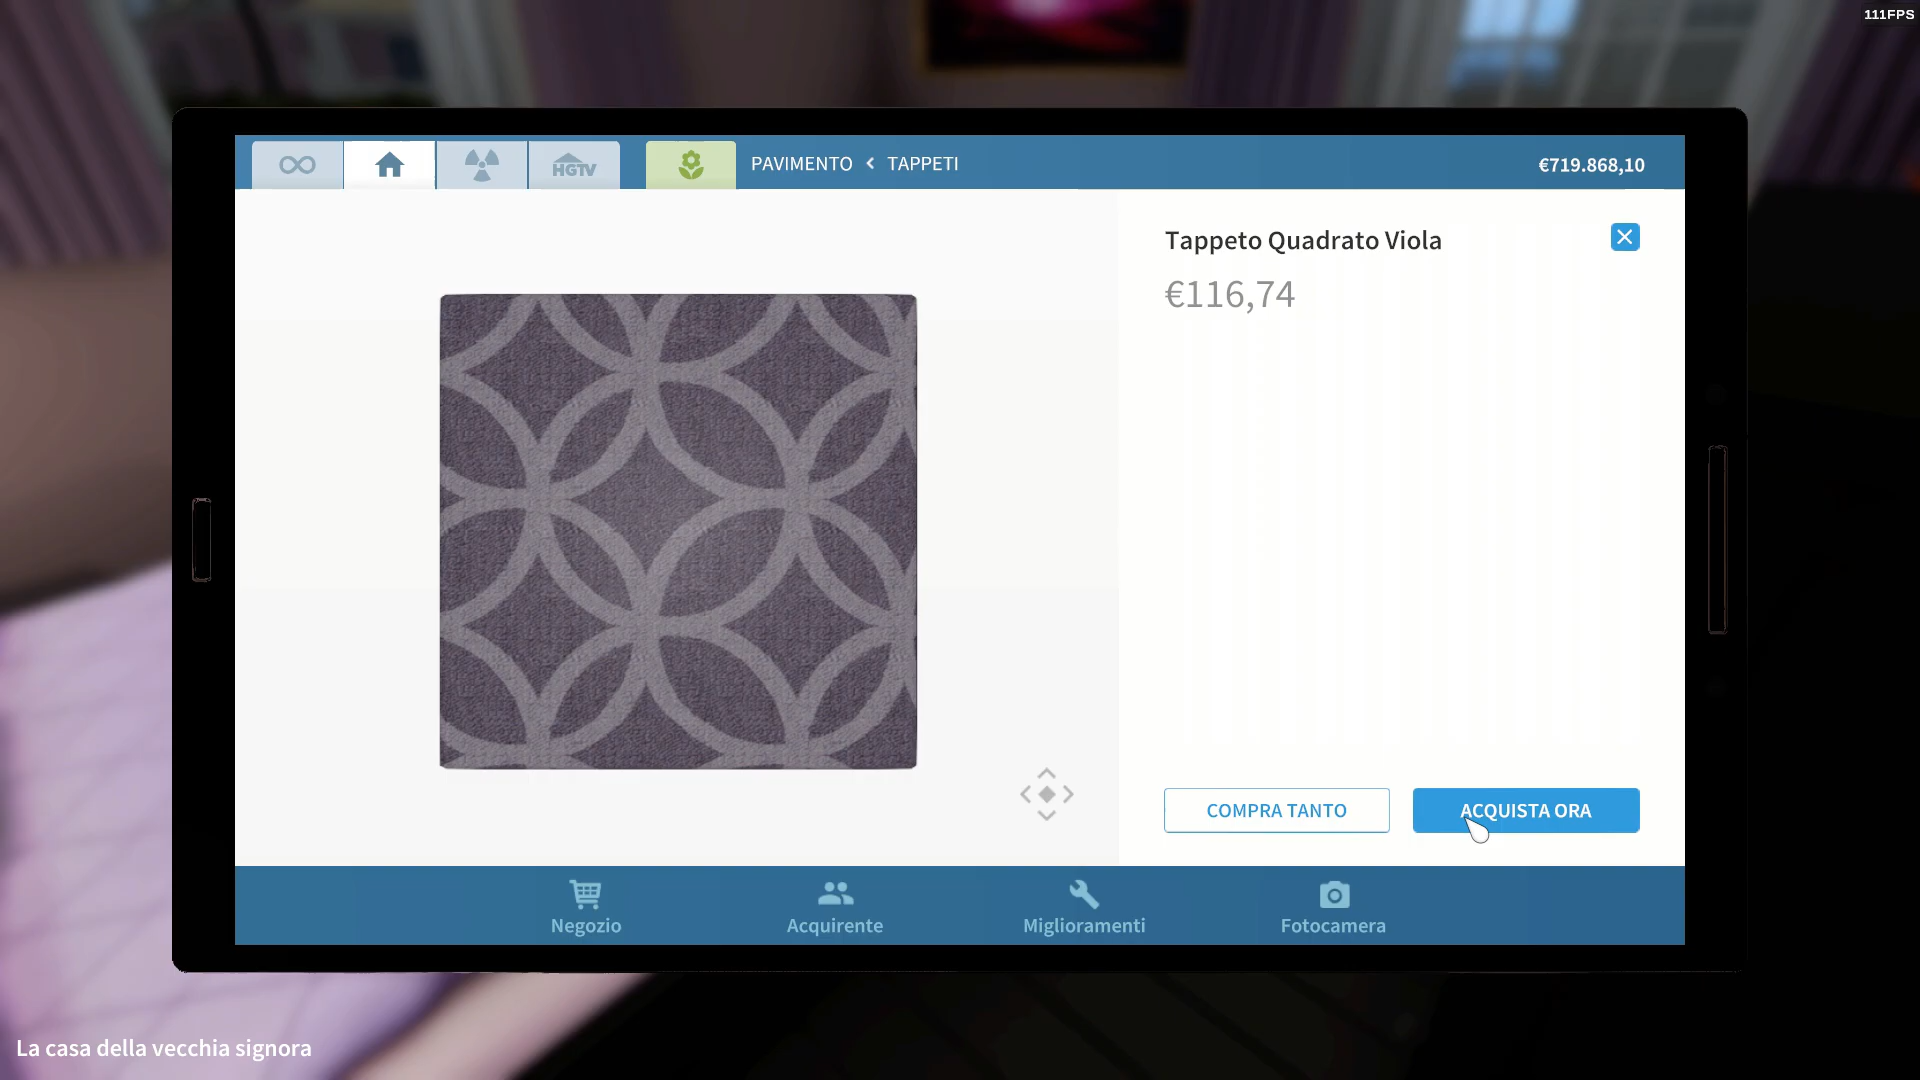 111FPS
HGTV
PAVIMENTO < TAPPETI
€719.868,10
Tappeto Quadrato Viola
€116,74
COMPRA TANTO
ACQUISTA ORA
Negozio
Acquirente
Miglioramenti
Fotocamera
La casa della vecchia signora